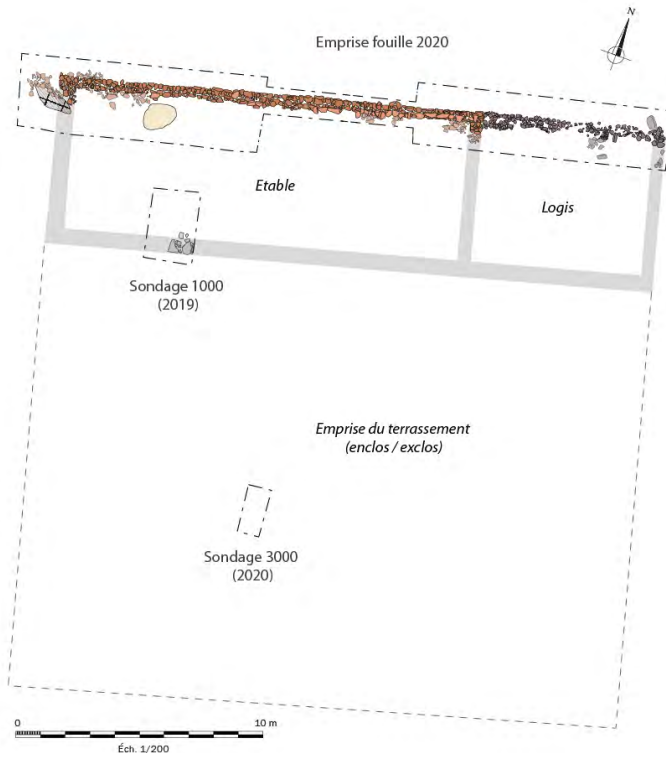 N
Emprise fouille 2020
Etable
Logis
Sondage 1000
(2019)
Emprise du terrassement
(enclos / exclos)
Sondage 3000
(2020)
0 10 m
Éch. 1/200